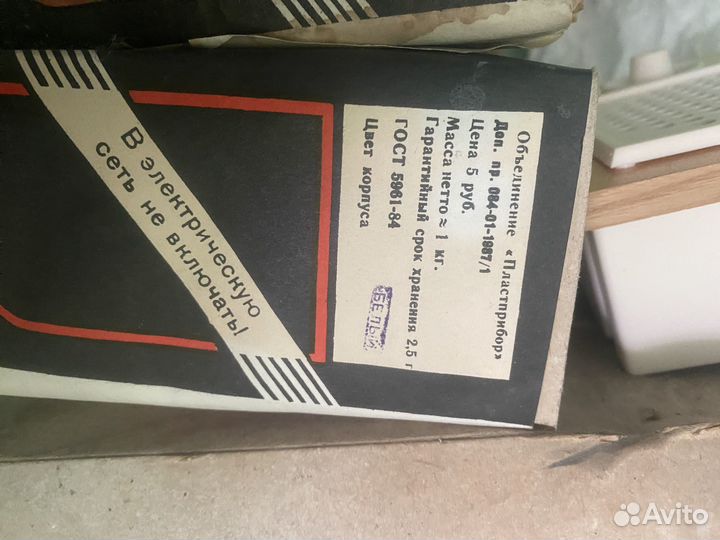 В электрическую
сеть не включать!
Объединение «Пластприбор»
Доп. пр. 084-01-1987/1
Цена 5 руб.
Масса нетто ≈ 1 кг.
Гарантийный срок хранения 2,5 г
ГОСТ 5961-84
Цвет корпуса
БЕЛЫЙ
Avito